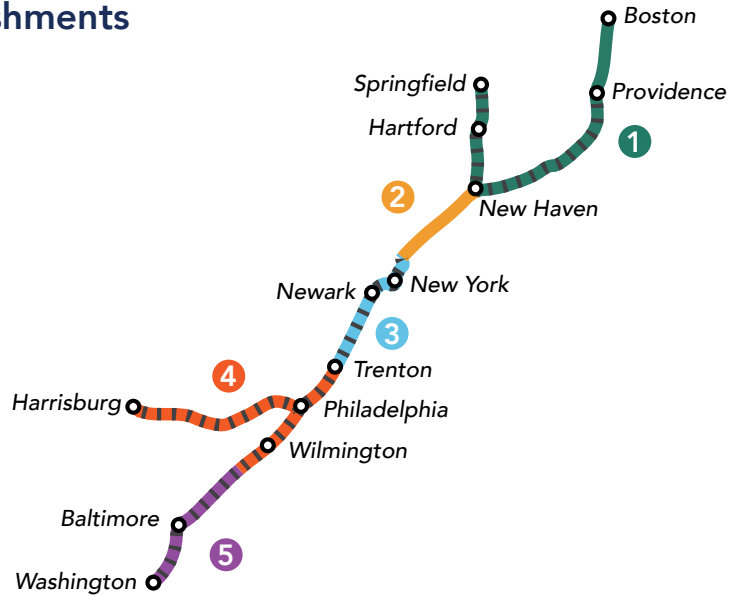 Boston
Springfield
Providence
Hartford
1
2
New Haven
New York
Newark
3
Trenton
4
Harrisburg
Philadelphia
Wilmington
Baltimore
5
Washington